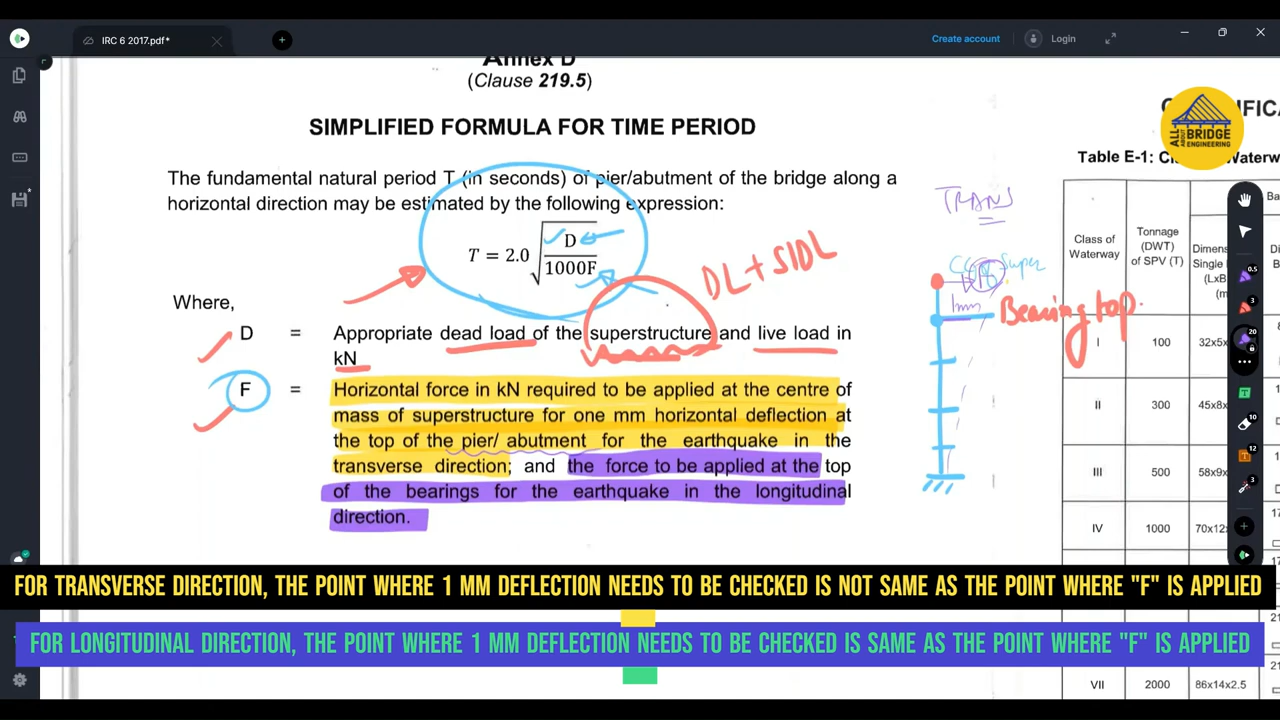 IRC 6 2017.pdf*
Create account
Login
Annex D
(Clause 219.5)
SIMPLIFIED FORMULA FOR TIME PERIOD
The fundamental natural period T (in seconds) of pier/abutment of the bridge along a
horizontal direction may be estimated by the following expression:
T = 2.0 √(D/1000F)
DL + SIDL
Where,
D = Appropriate dead load of the superstructure and live load in
kN
F = Horizontal force in kN required to be applied at the centre of
mass of superstructure for one mm horizontal deflection at
the top of the pier/ abutment for the earthquake in the
transverse direction; and the force to be applied at the top
of the bearings for the earthquake in the longitudinal
direction.
TRANS
Super
1mm
Bearing top
ALL ABOUT
BRIDGE
ENGINEERING
Class of
Waterway
Tonnage
(DWT)
of SPV (T)
I 100 32x5x
II 300 45x8x
III 500 58x9x
IV 1000 70x12x
VII 2000 86x14x2.5
FOR TRANSVERSE DIRECTION, THE POINT WHERE 1 MM DEFLECTION NEEDS TO BE CHECKED IS NOT SAME AS THE POINT WHERE "F" IS APPLIED
FOR LONGITUDINAL DIRECTION, THE POINT WHERE 1 MM DEFLECTION NEEDS TO BE CHECKED IS SAME AS THE POINT WHERE "F" IS APPLIED